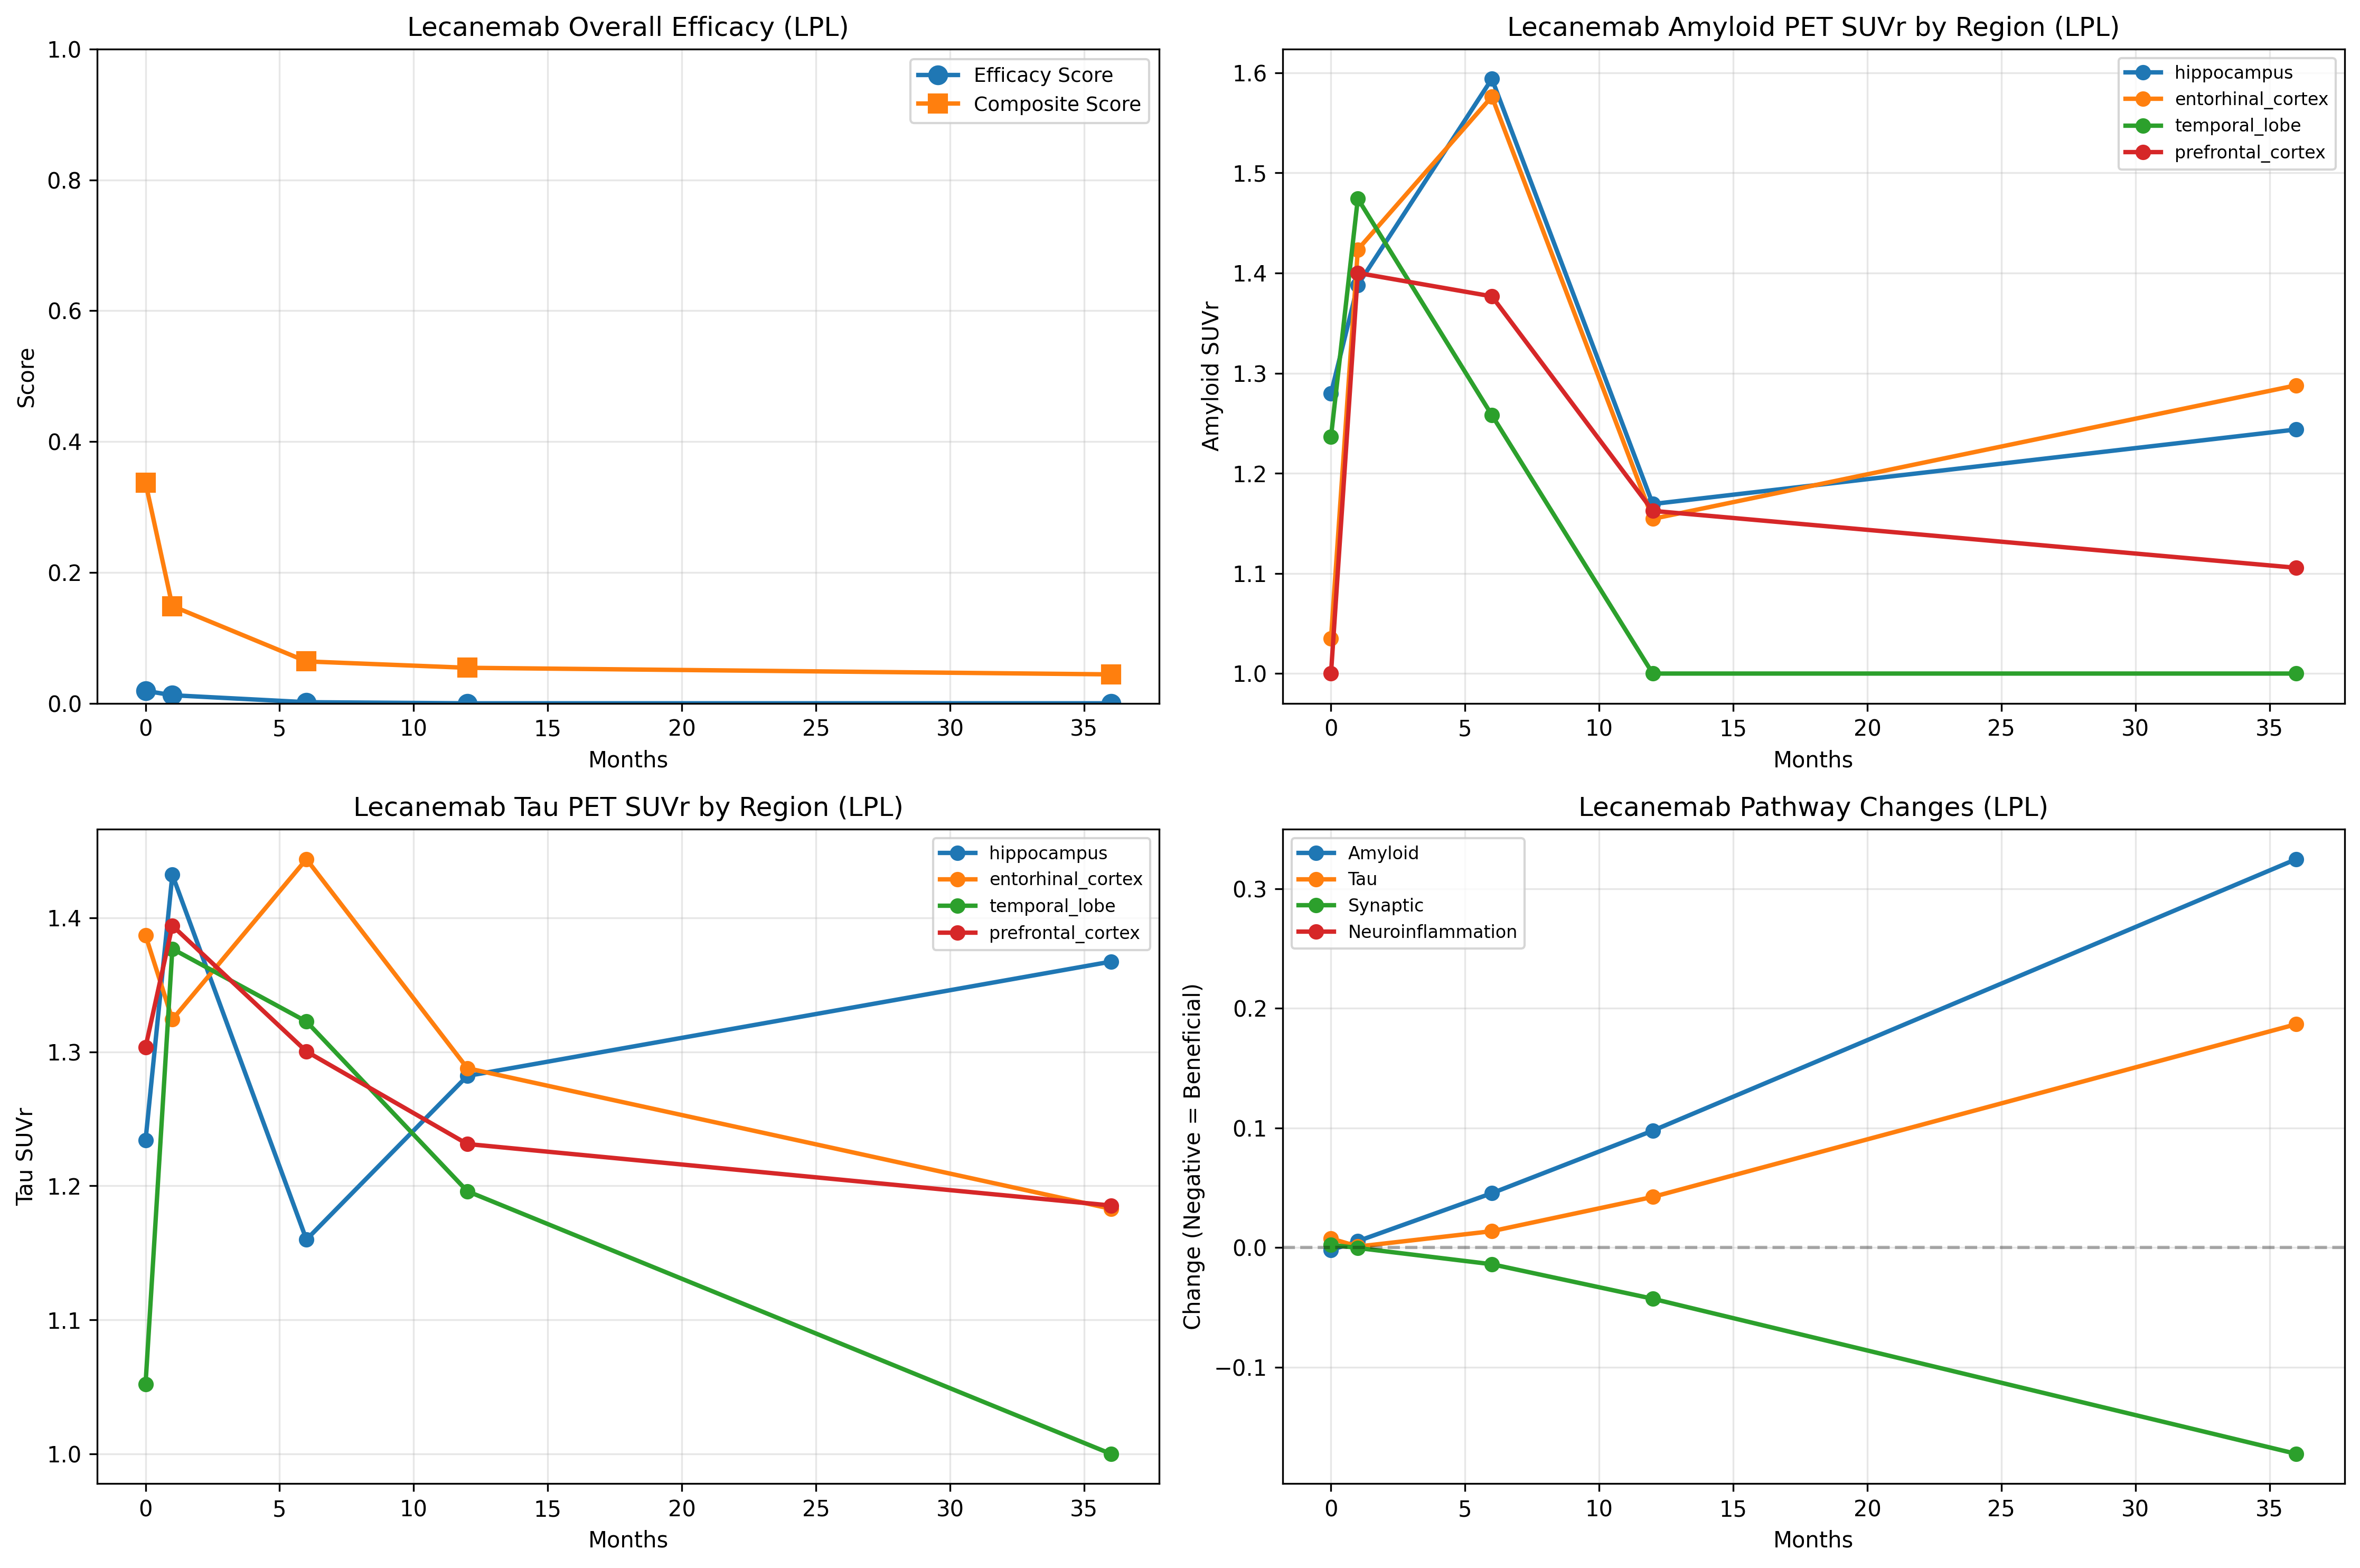 Lecanemab Overall Efficacy (LPL)
Score
1.0
0.8
0.6
0.4
0.2
0.0
Efficacy Score
Composite Score
0 5 10 15 20 25 30 35
Months
Lecanemab Amyloid PET SUVr by Region (LPL)
Amyloid SUVr
1.6
1.5
1.4
1.3
1.2
1.1
1.0
hippocampus
entorhinal_cortex
temporal_lobe
prefrontal_cortex
0 5 10 15 20 25 30 35
Months
Lecanemab Tau PET SUVr by Region (LPL)
Tau SUVr
1.4
1.3
1.2
1.1
1.0
hippocampus
entorhinal_cortex
temporal_lobe
prefrontal_cortex
0 5 10 15 20 25 30 35
Months
Lecanemab Pathway Changes (LPL)
Change (Negative = Beneficial)
0.3
0.2
0.1
0.0
−0.1
Amyloid
Tau
Synaptic
Neuroinflammation
0 5 10 15 20 25 30 35
Months